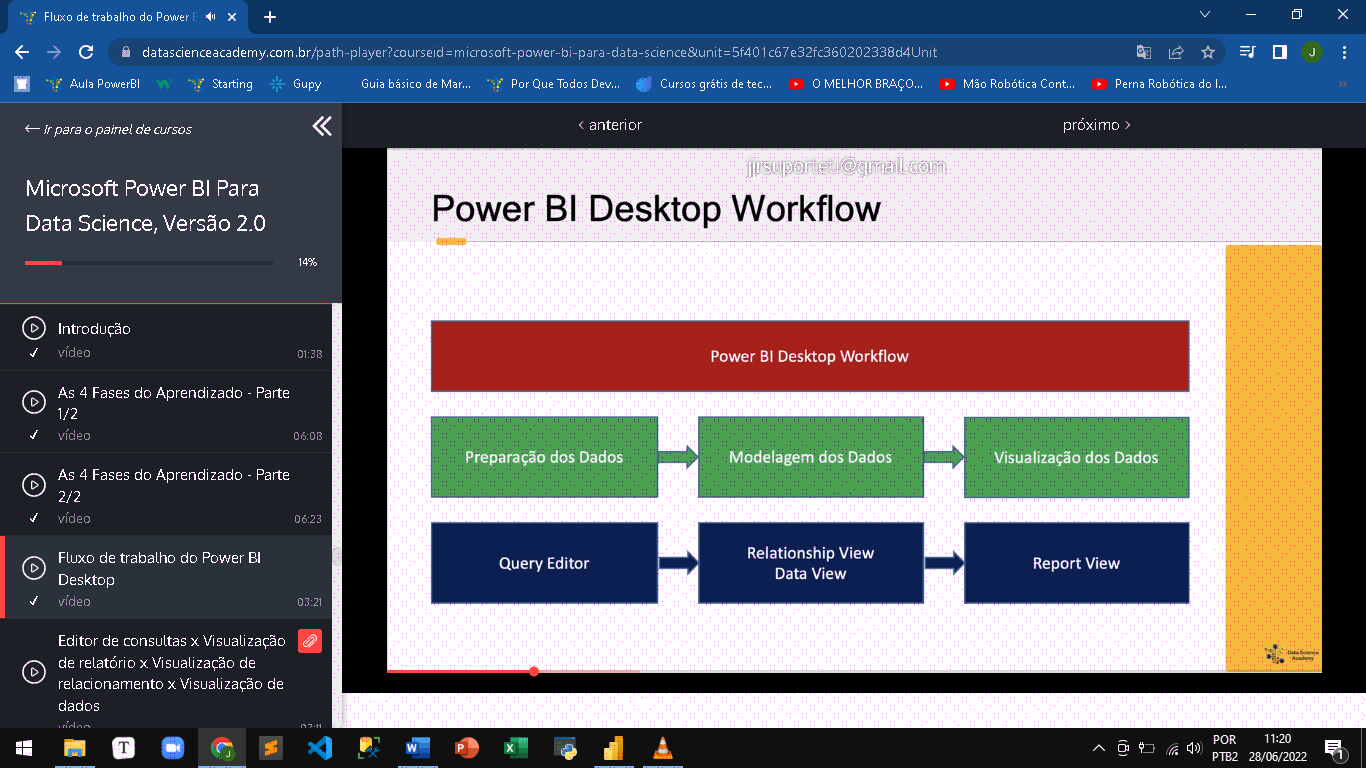 Fluxo de trabalho do Power B
datascienceacademy.com.br/path-player?courseid=microsoft-power-bi-para-data-science&unit=5f401c67e32fc360202338d4Unit
J
Aula PowerBI
Starting
Gupy
Guia básico de Mar...
Por Que Todos Dev...
Cursos grátis de tec...
O MELHOR BRAÇO...
Mão Robótica Cont...
Perna Robótica do I...
Ir para o painel de cursos
anterior
próximo
Microsoft Power BI Para
Data Science, Versão 2.0
14%
Introdução
vídeo 01:38
As 4 Fases do Aprendizado - Parte
1/2
vídeo 06:08
As 4 Fases do Aprendizado - Parte
2/2
vídeo 06:23
Fluxo de trabalho do Power BI
Desktop
vídeo 03:21
Editor de consultas x Visualização
de relatório x Visualização de
relacionamento x Visualização de
dados
vídeo
jjrsuporteti@gmail.com
Power BI Desktop Workflow
Power BI Desktop Workflow
Preparação dos Dados
Modelagem dos Dados
Visualização dos Dados
Query Editor
Relationship View
Data View
Report View
Data Science
Academy
POR
PTB2
11:20
28/06/2022
1